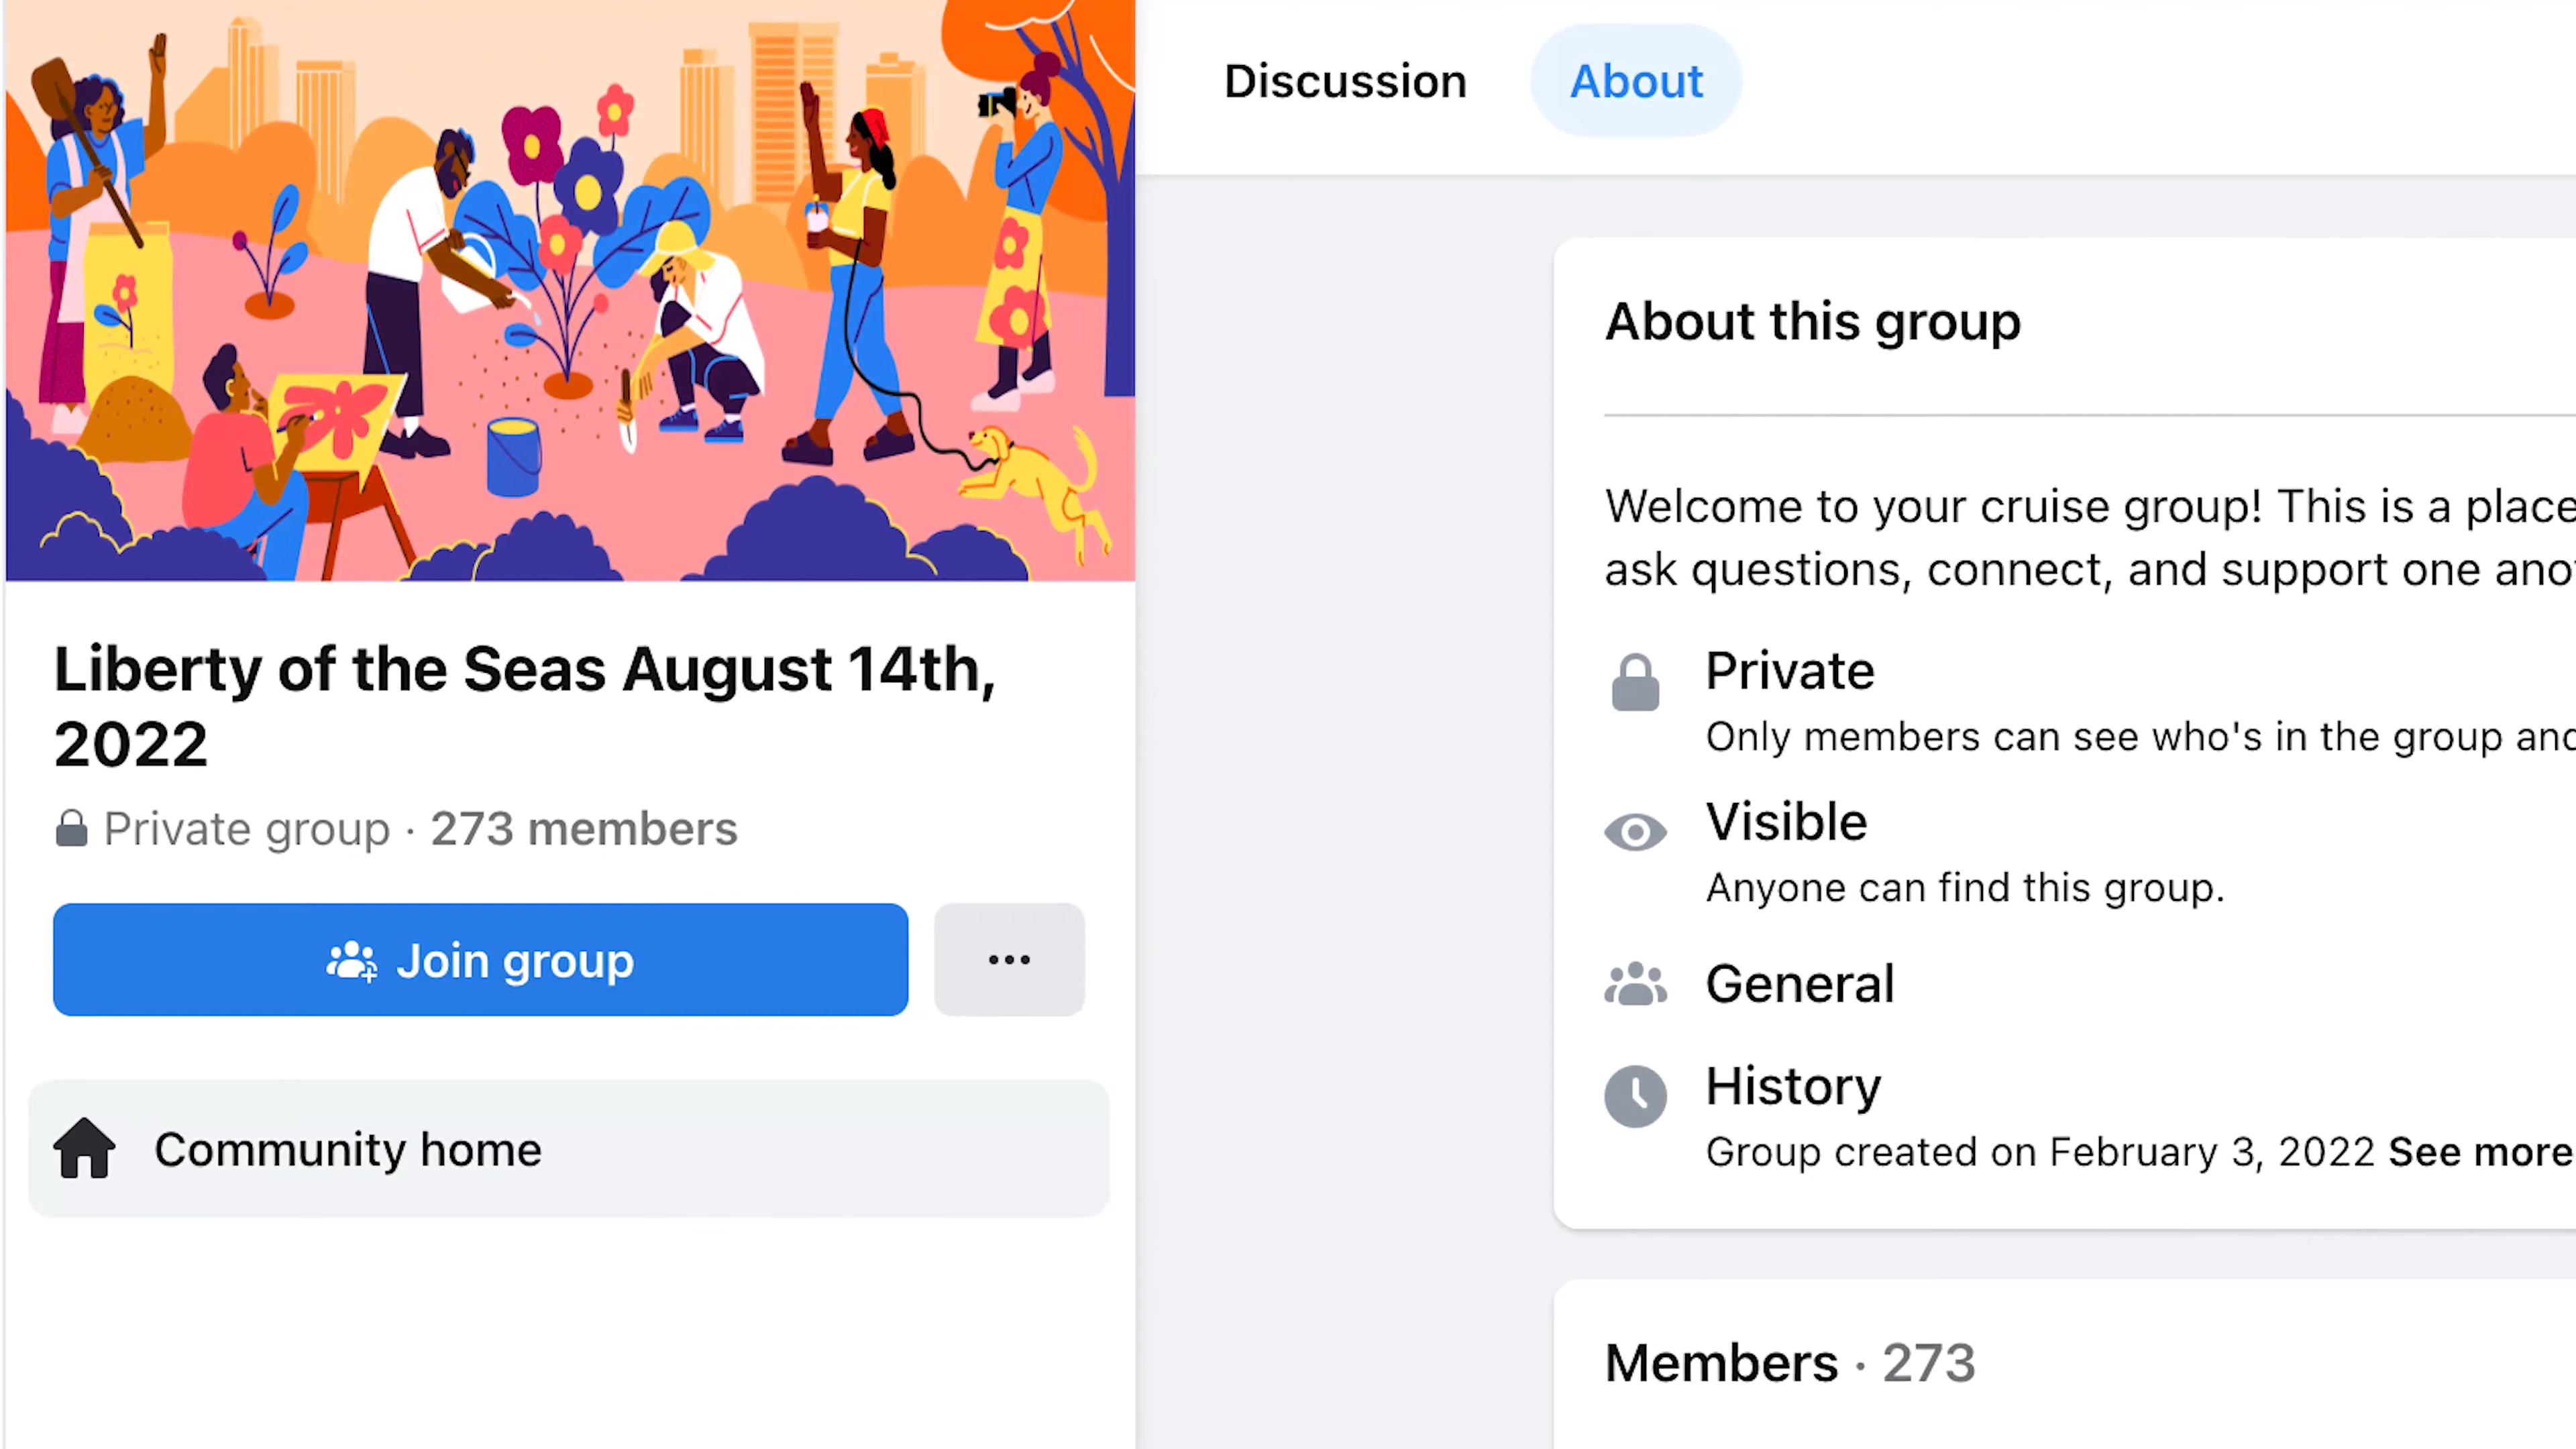 Discussion
About
Liberty of the Seas August 14th,
2022
Private group · 273 members
Join group
Community home
About this group
Welcome to your cruise group! This is a place
ask questions, connect, and support one
Private
Only members can see who's in the group
Visible
Anyone can find this group.
General
History
Group created on February 3, 2022 See more
Members · 273